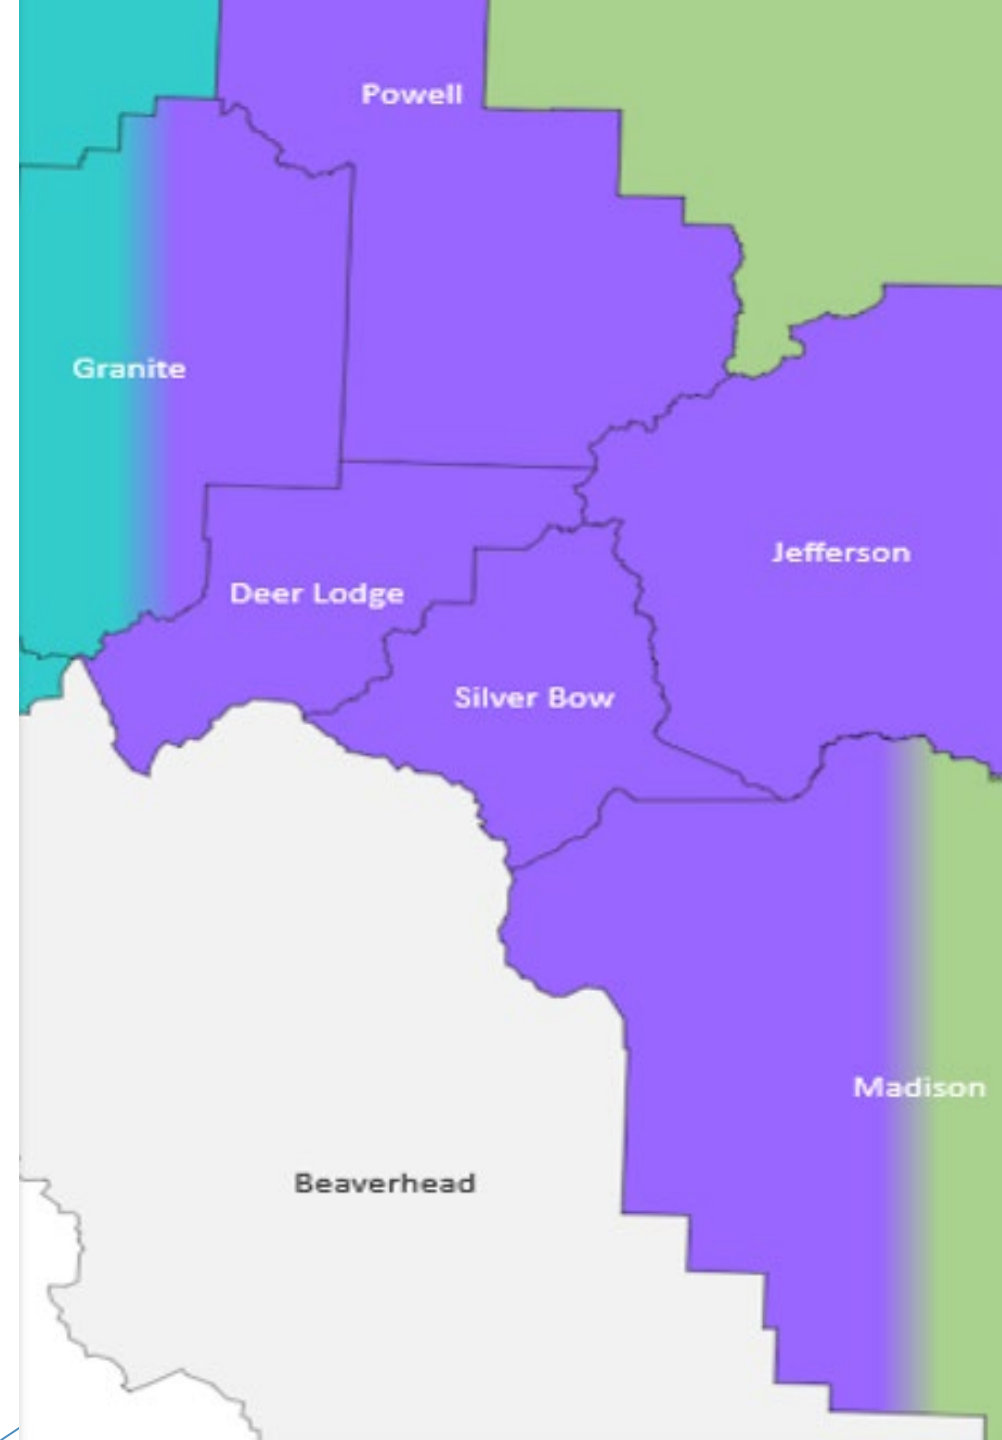 Powell
Granite
Jefferson
Deer Lodge
Silver Bow
Madison
Beaverhead